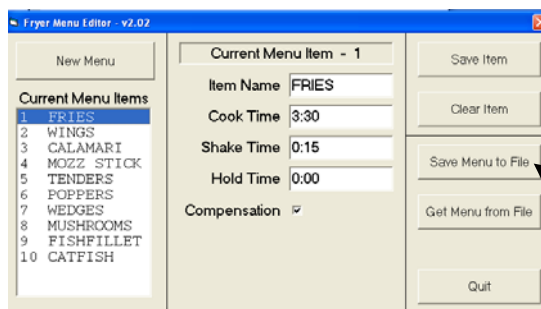 Fryer Menu Editor - v2.02
New Menu
Current Menu Items
1 FRIES
2 WINGS
3 CALAMARI
4 MOZZ STICK
5 TENDERS
6 POPPERS
7 WEDGES
8 MUSHROOMS
9 FISHFILLET
10 CATFISH
Current Menu Item - 1
Item Name FRIES
Cook Time 3:30
Shake Time 0:15
Hold Time 0:00
Compensation
Save Item
Clear Item
Save Menu to File
Get Menu from File
Quit